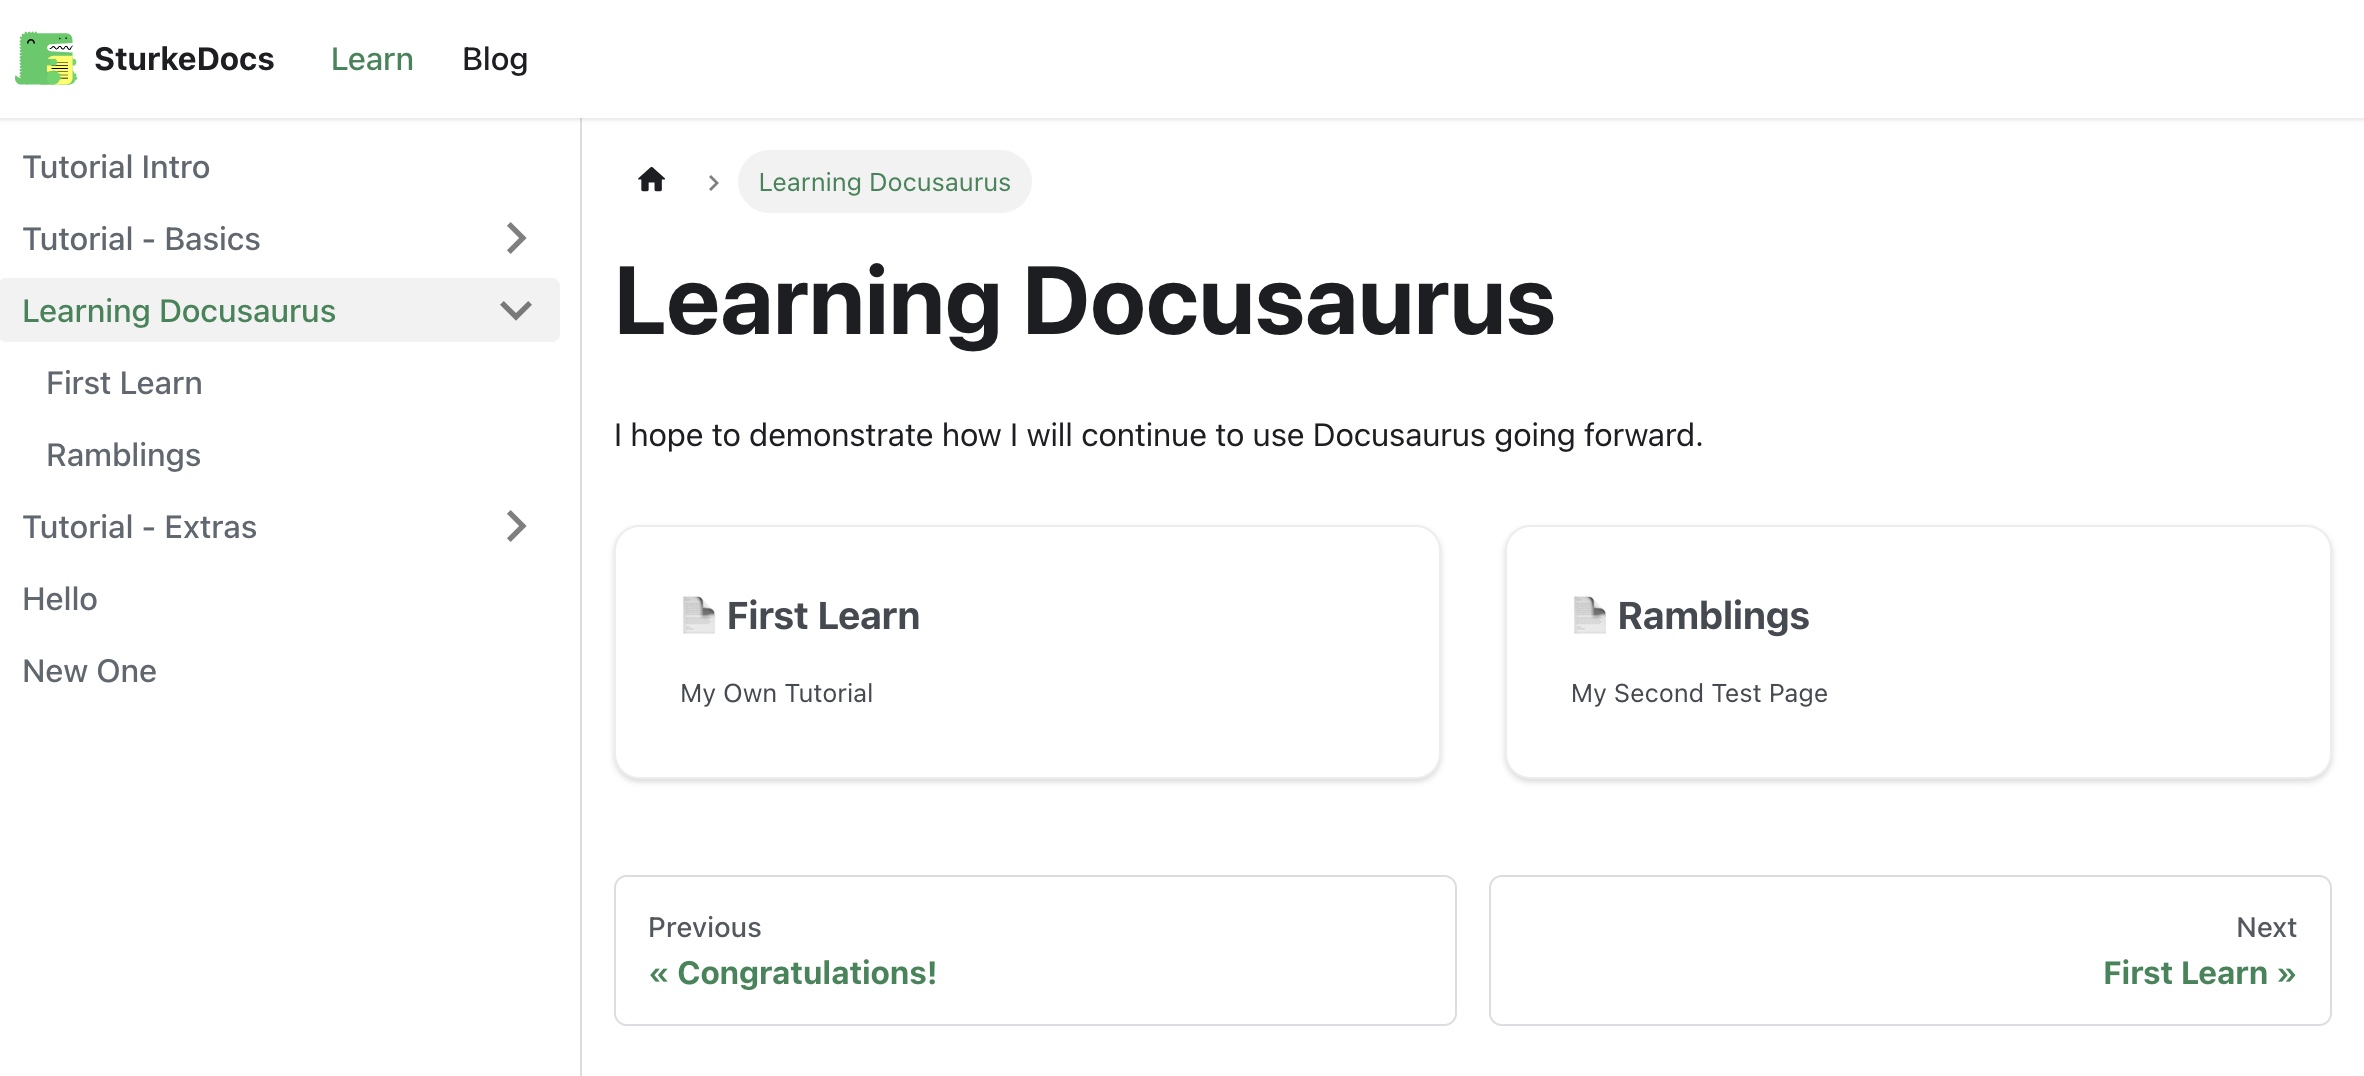 SturkeDocs
Learn
Blog
Tutorial Intro
Tutorial - Basics
Learning Docusaurus
First Learn
Ramblings
Tutorial - Extras
Hello
New One
Learning Docusaurus
Learning Docusaurus
I hope to demonstrate how I will continue to use Docusaurus going forward.
First Learn
My Own Tutorial
Ramblings
My Second Test Page
Previous
« Congratulations!
Next
First Learn »